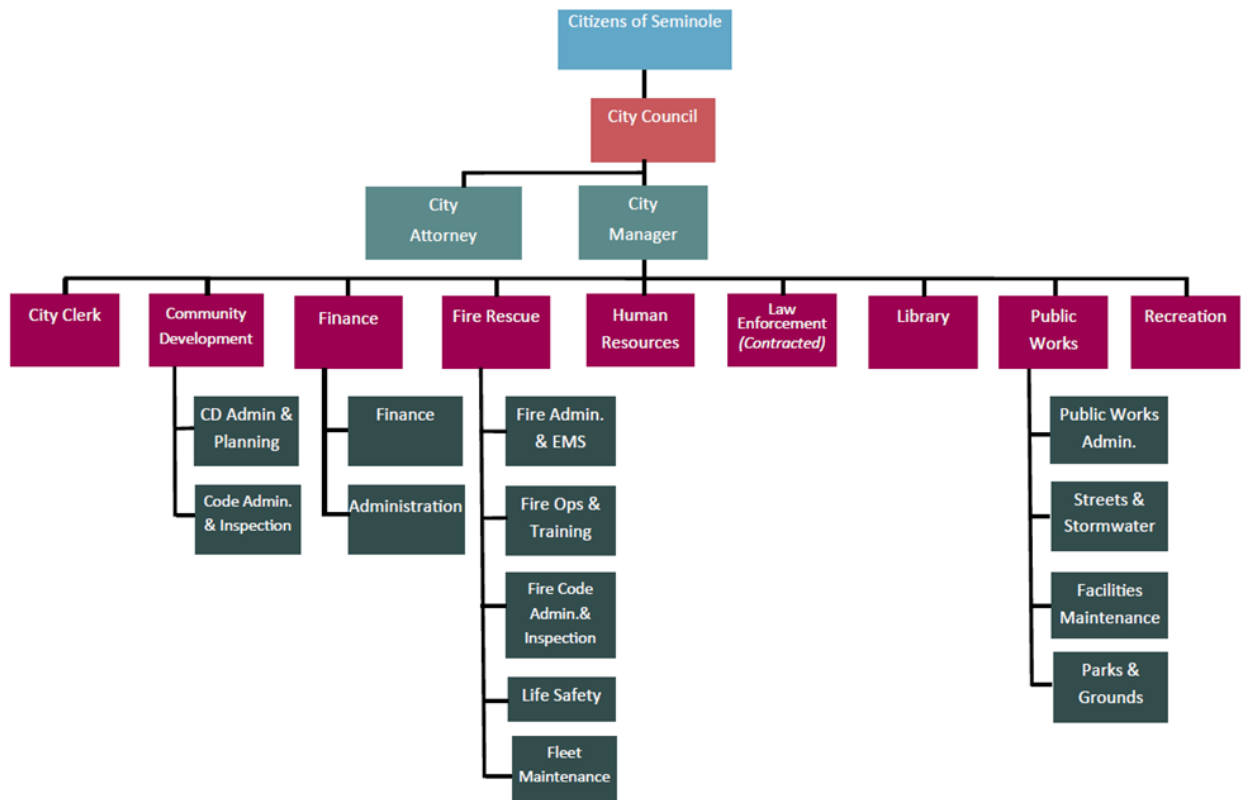 Citizens of Seminole
City Council
City
Attorney
City
Manager
City Clerk
Community
Development
Finance
Fire Rescue
Human
Resources
Law
Enforcement
(Contracted)
Library
Public
Works
Recreation
CD Admin &
Planning
Code Admin.
& Inspection
Finance
Administration
Fire Admin.
& EMS
Fire Ops &
Training
Fire Code
Admin.&
Inspection
Life Safety
Fleet
Maintenance
Public Works
Admin.
Streets &
Stormwater
Facilities
Maintenance
Parks &
Grounds